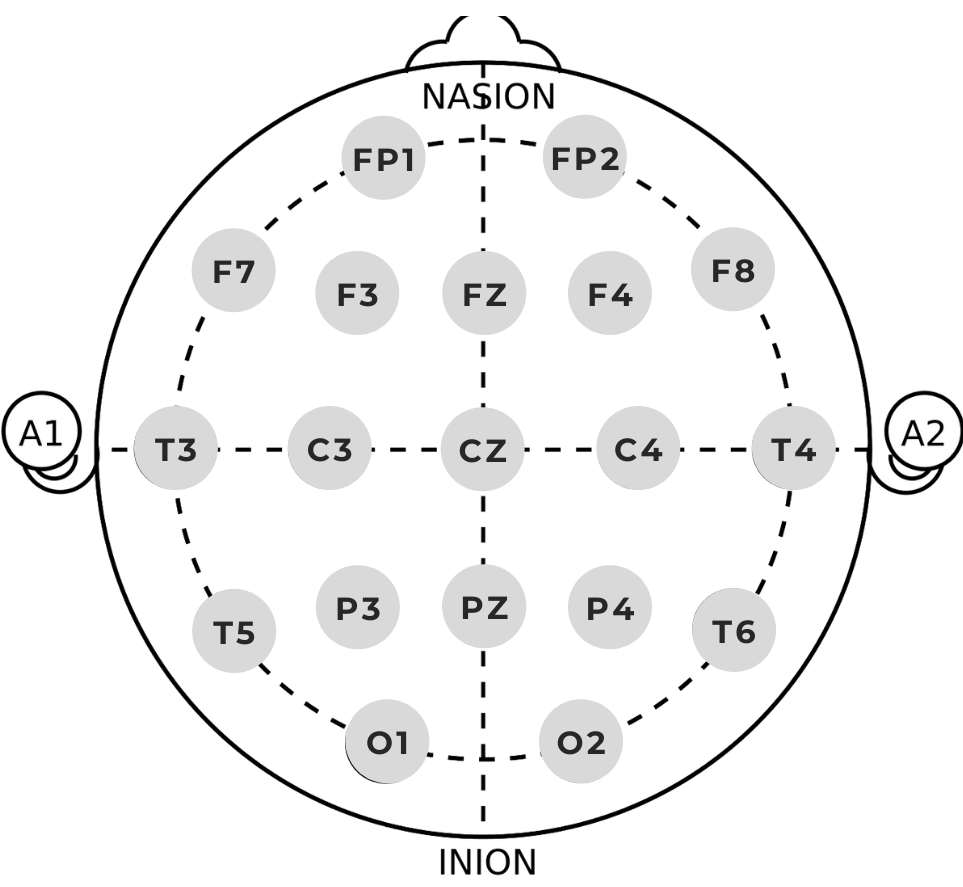 NASION
FP1 FP2
F7 F3 FZ F4 F8
A1 T3 C3 CZ C4 T4 A2
T5 P3 PZ P4 T6
O1 O2
INION